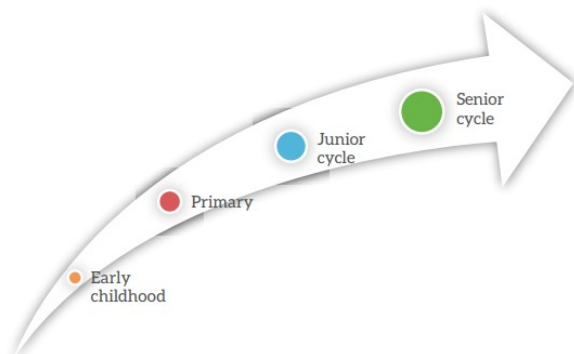 Senior
cycle
Junior
cycle
Primary
Early
childhood